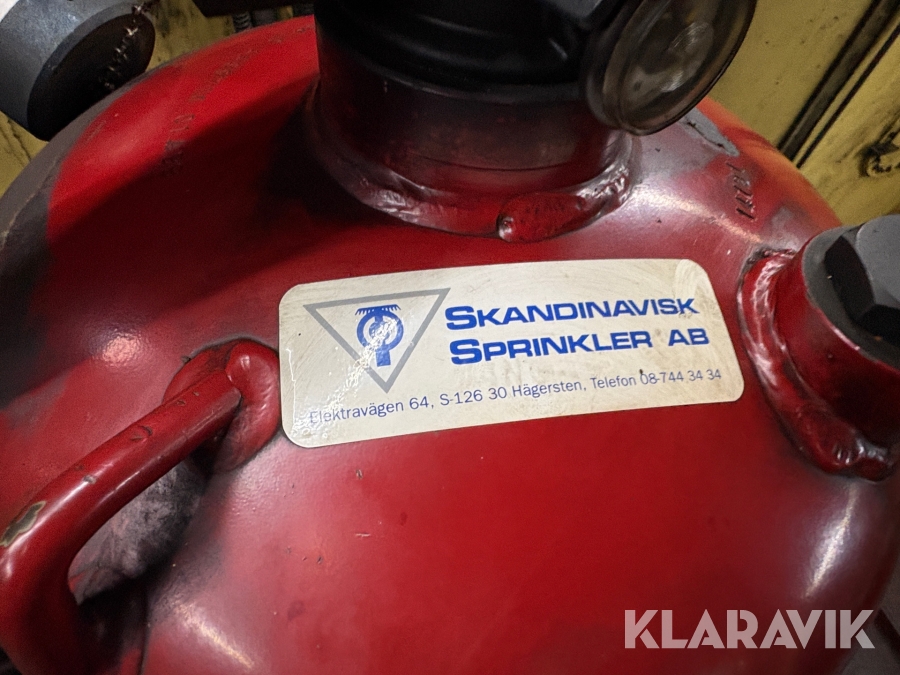 SKANDINAVISK
SPRINKLER AB
Elektravägen 64, S-126 30 Hägersten, Telefon 08-744 34 34
KLARAVIK